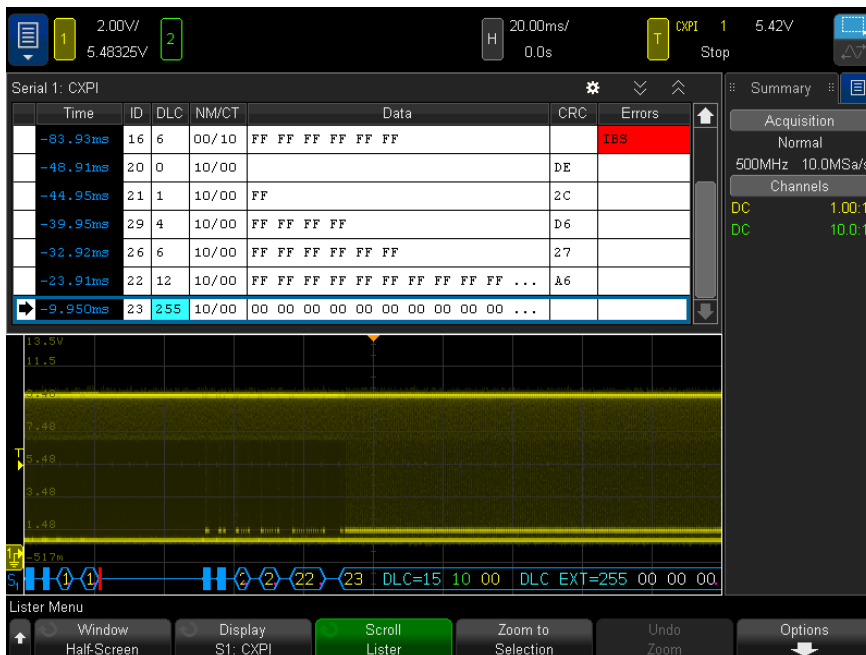 1 2.00V/ 5.48325V 2 H 20.00ms/ 0.0s T CXPI 1 5.42V Stop
Serial 1: CXPI
Time ID DLC NM/CT Data CRC Errors
-83.93ms 16 6 00/10 FF FF FF FF FF FF IBS
-48.91ms 20 0 10/00 DE
-44.95ms 21 1 10/00 FF 2C
-39.95ms 29 4 10/00 FF FF FF FF D6
-32.92ms 26 6 10/00 FF FF FF FF FF FF 27
-23.91ms 22 12 10/00 FF FF FF FF FF FF FF FF FF FF ... A6
-9.950ms 23 255 10/00 00 00 00 00 00 00 00 00 00 00 ...
Summary
Acquisition
Normal
500MHz 10.0MSa/s
Channels
DC 1.00:1
DC 10.0:1
13.5V
11.5
9.48
7.48
T 5.48
3.48
1.48
-517m
S1 1 1 2 2 22 23 DLC=15 10 00 DLC EXT=255 00 00 00.
Lister Menu
Window Half-Screen
Display S1: CXPI
Scroll Lister
Zoom to Selection
Undo Zoom
Options